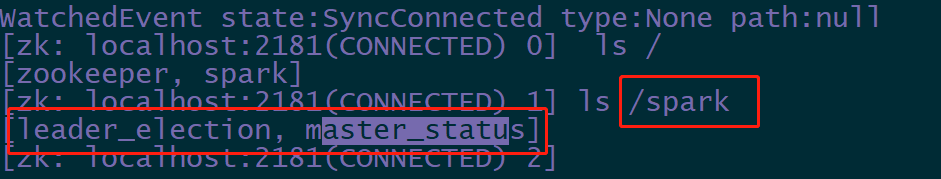 WatchedEvent state:SyncConnected type:None path:null
[zk: localhost:2181(CONNECTED) 0]  ls /
[zookeeper, spark]
[zk: localhost:2181(CONNECTED) 1] ls /spark
[leader_election, master_status]
[zk: localhost:2181(CONNECTED) 2]